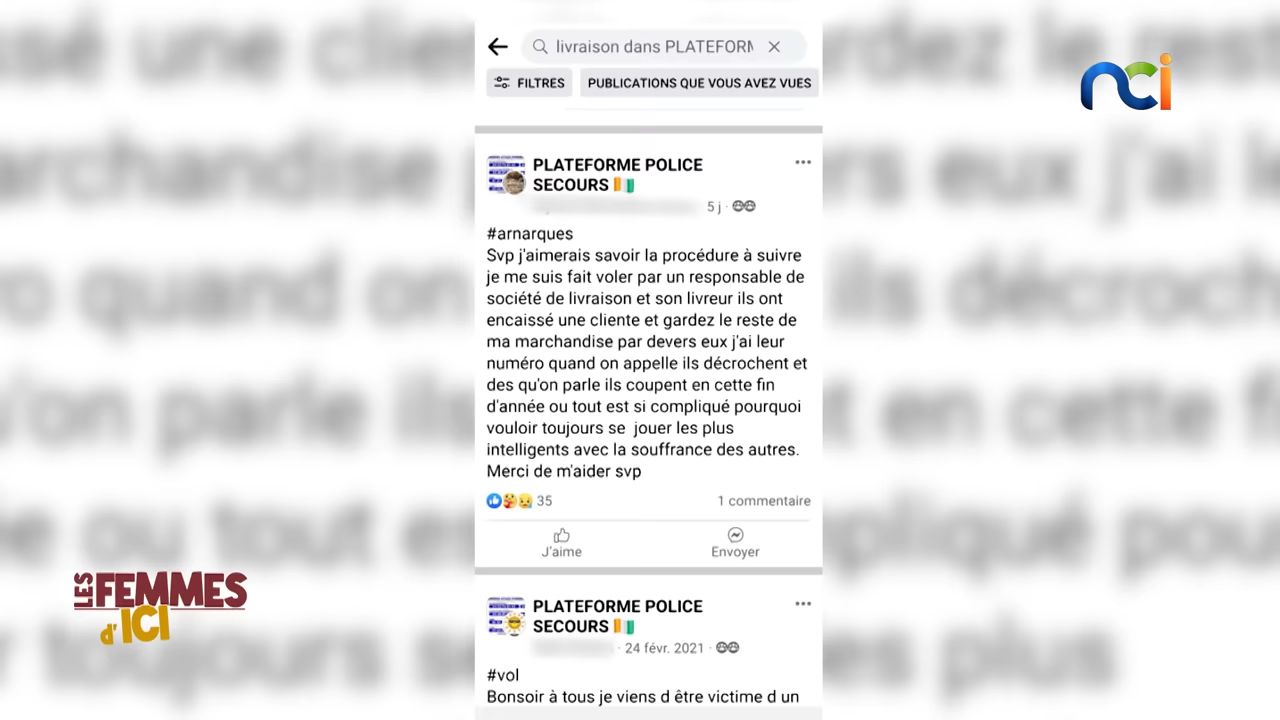 livraison dans PLATEFORM
FILTRES
PUBLICATIONS QUE VOUS AVEZ VUES
nci
PLATEFORME POLICE
SECOURS
5 j ·
#arnarques
Svp j'aimerais savoir la procédure à suivre
je me suis fait voler par un responsable de
société de livraison et son livreur ils ont
encaissé une cliente et gardez le reste de
ma marchandise par devers eux j'ai leur
numéro quand on appelle ils décrochent et
des qu'on parle ils coupent en cette fin
d'année ou tout est si compliqué pourquoi
vouloir toujours se jouer les plus
intelligents avec la souffrance des autres.
Merci de m'aider svp
35
1 commentaire
J'aime
Envoyer
LES FEMMES
d'ICI
PLATEFORME POLICE
SECOURS
· 24 févr. 2021 ·
#vol
Bonsoir à tous je viens d être victime d un